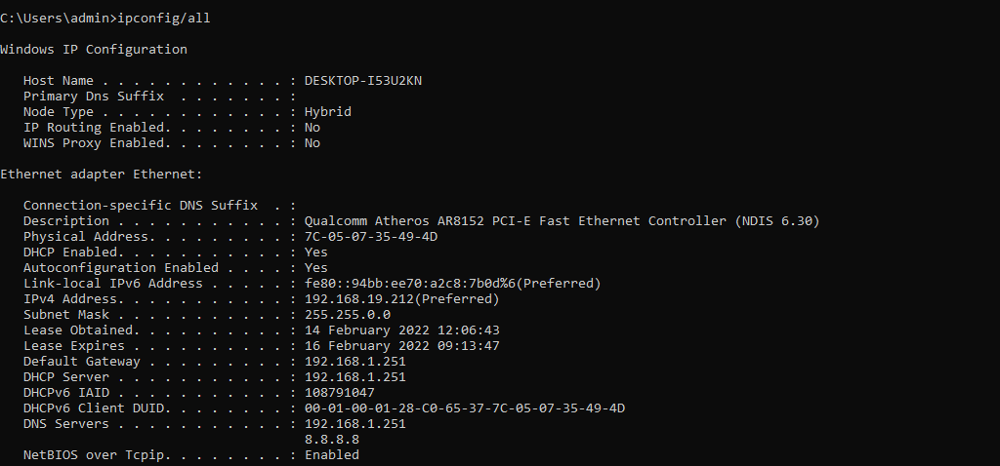 C:\Users\admin>ipconfig/all
Windows IP Configuration
Host Name . . . . . . . . . . . . : DESKTOP-I53U2KN
Primary Dns Suffix  . . . . . . . :
Node Type . . . . . . . . . . . . : Hybrid
IP Routing Enabled. . . . . . . . : No
WINS Proxy Enabled. . . . . . . . : No
Ethernet adapter Ethernet:
Connection-specific DNS Suffix  . :
Description . . . . . . . . . . . : Qualcomm Atheros AR8152 PCI-E Fast Ethernet Controller (NDIS 6.30)
Physical Address. . . . . . . . . : 7C-05-07-35-49-4D
DHCP Enabled. . . . . . . . . . . : Yes
Autoconfiguration Enabled . . . . : Yes
Link-local IPv6 Address . . . . . : fe80::94bb:ee70:a2c8:7b0d%6(Preferred)
IPv4 Address. . . . . . . . . . . : 192.168.19.212(Preferred)
Subnet Mask . . . . . . . . . . . : 255.255.0.0
Lease Obtained. . . . . . . . . . : 14 February 2022 12:06:43
Lease Expires . . . . . . . . . . : 16 February 2022 09:13:47
Default Gateway . . . . . . . . . : 192.168.1.251
DHCP Server . . . . . . . . . . . : 192.168.1.251
DHCPv6 IAID . . . . . . . . . . . : 108791047
DHCPv6 Client DUID. . . . . . . . : 00-01-00-01-28-C0-65-37-7C-05-07-35-49-4D
DNS Servers . . . . . . . . . . . : 192.168.1.251
8.8.8.8
NetBIOS over Tcpip. . . . . . . . : Enabled